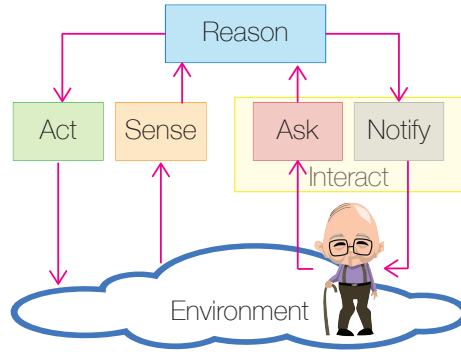 Reason
Act
Sense
Ask
Notify
Interact
Environment